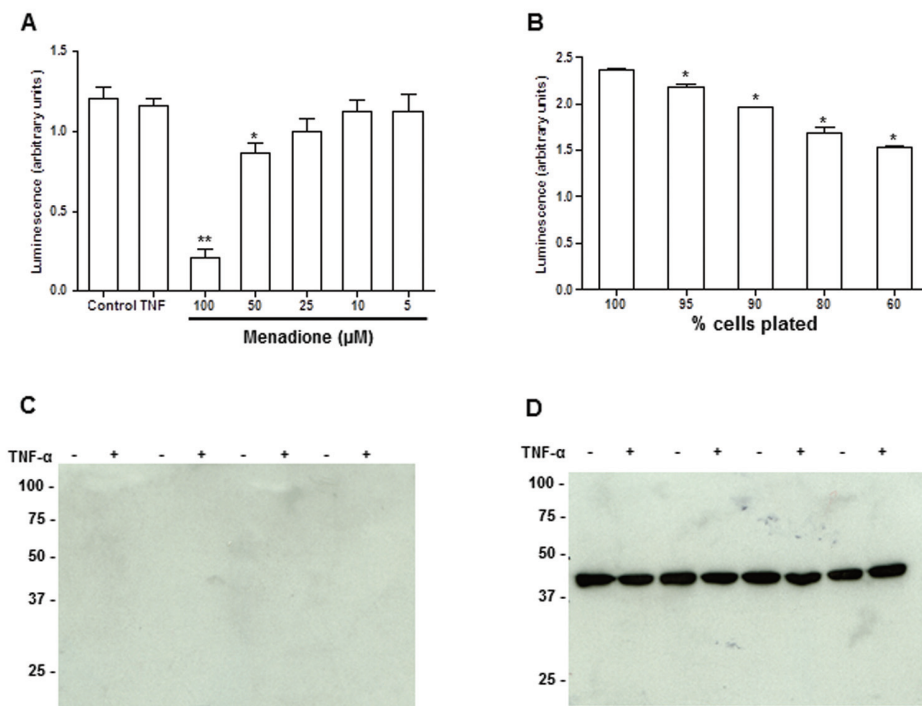 A
Luminescence (arbitrary units)
1.5
1.0
0.5
0.0
**
*
Control TNF 100 50 25 10 5
Menadione (µM)
B
Luminescence (arbitrary units)
2.5
2.0
1.5
1.0
0.5
0.0
* * * *
100 95 90 80 60
% cells plated
C
TNF-α - + - + - + - +
100 -
75 -
50 -
37 -
25 -
D
- + - + - + - +
100 -
75 -
50 -
37 -
25 -